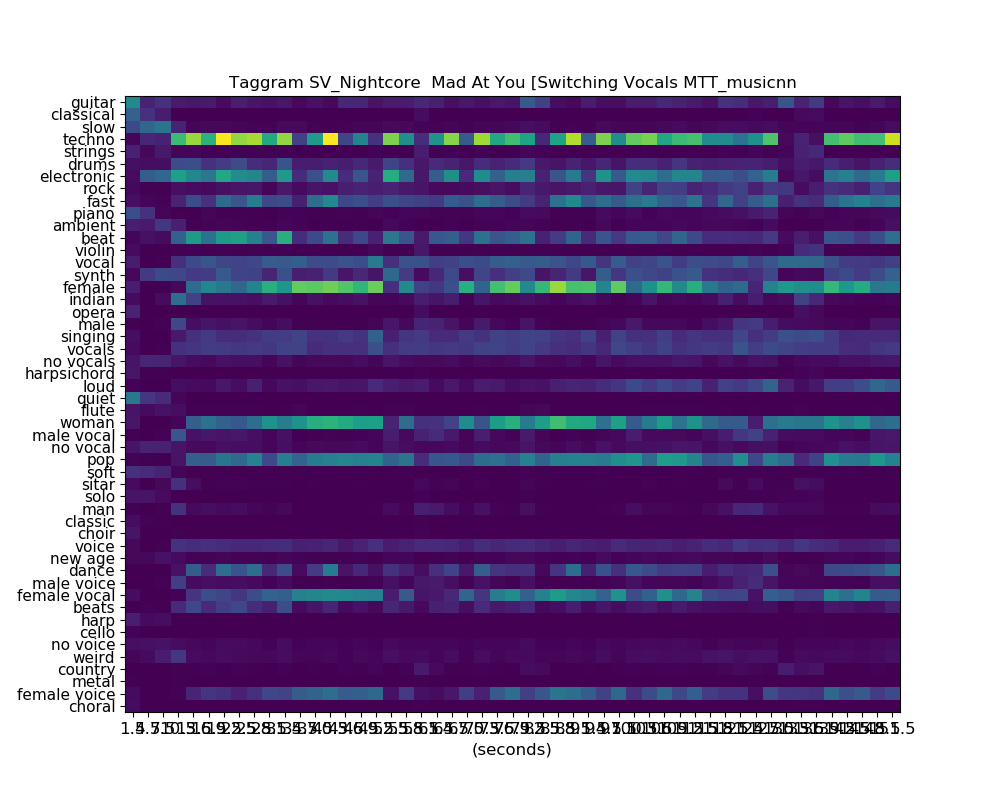 Taggram SV_Nightcore  Mad At You [Switching Vocals MTT_musicnn
guitar
classical
slow
techno
strings
drums
electronic
rock
fast
piano
ambient
beat
violin
vocal
synth
female
indian
opera
male
singing
vocals
no vocals
harpsichord
loud
quiet
flute
woman
male vocal
no vocal
pop
soft
sitar
solo
man
classic
choir
voice
new age
dance
male voice
female vocal
beats
harp
cello
no voice
weird
country
metal
female voice
choral
(seconds)